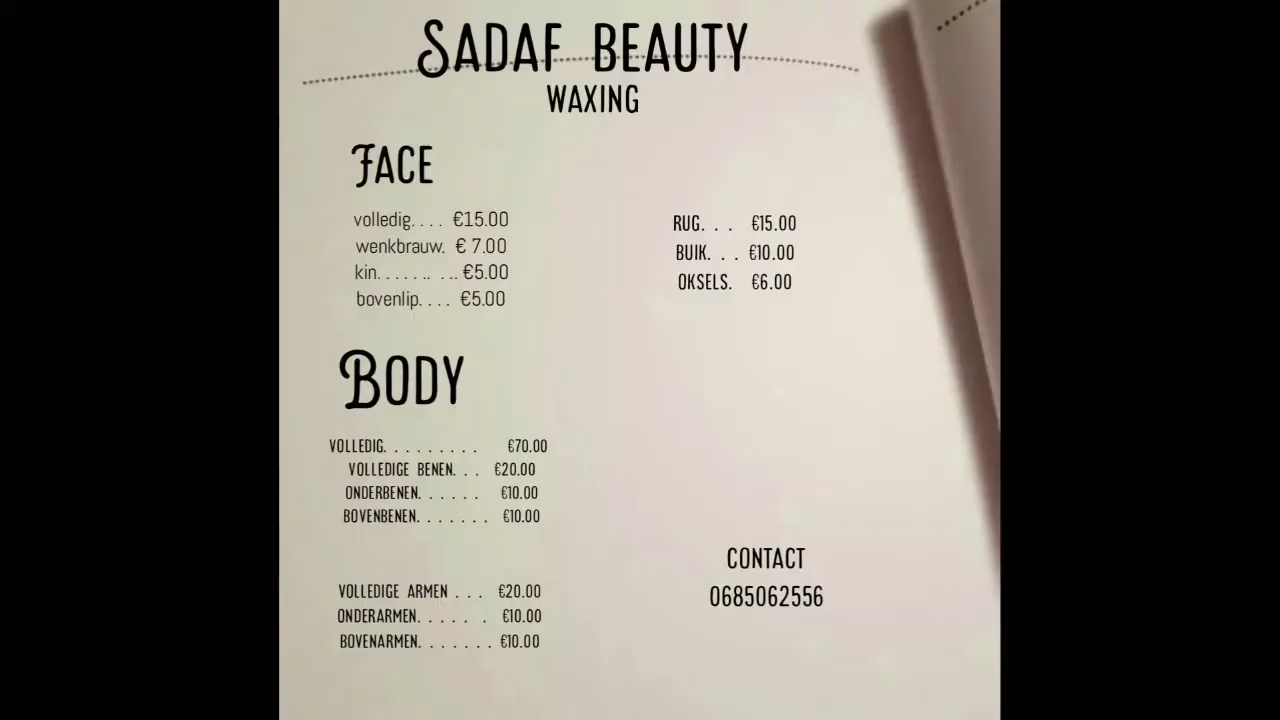 SADAF BEAUTY
WAXING
FACE
volledig. . . . €15.00
wenkbrauw. € 7.00
kin. . . . . .. . .. €5.00
bovenlip. . . . €5.00
RUG. . . €15.00
BUIK. . . €10.00
OKSELS. €6.00
BODY
VOLLEDIG. . . . . . . . . €70.00
VOLLEDIGE BENEN. . . €20.00
ONDERBENEN. . . . . . €10.00
BOVENBENEN. . . . . . . €10.00
VOLLEDIGE ARMEN . . . €20.00
ONDERARMEN. . . . . . €10.00
BOVENARMEN. . . . . . . €10.00
CONTACT
0685062556